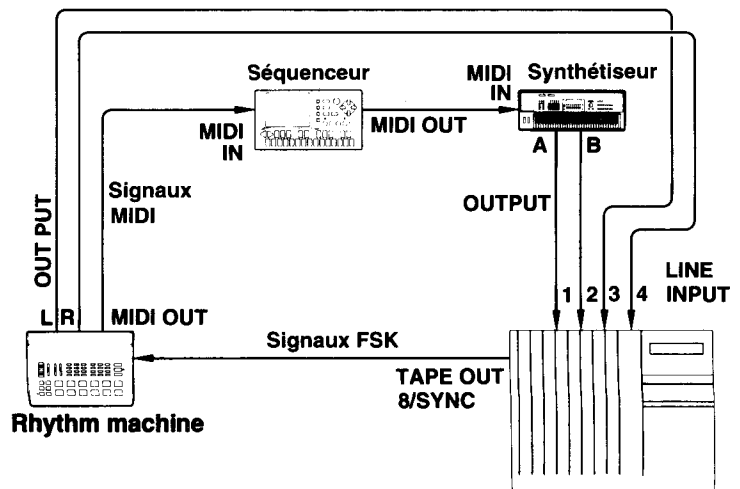 Séquenceur
MIDI
IN
Synthétiseur
MIDI
IN
MIDI OUT
A B
Signaux
MIDI
OUTPUT
OUT PUT
L R
MIDI OUT
1 2 3 4
LINE
INPUT
Signaux FSK
TAPE OUT
8/SYNC
Rhythm machine